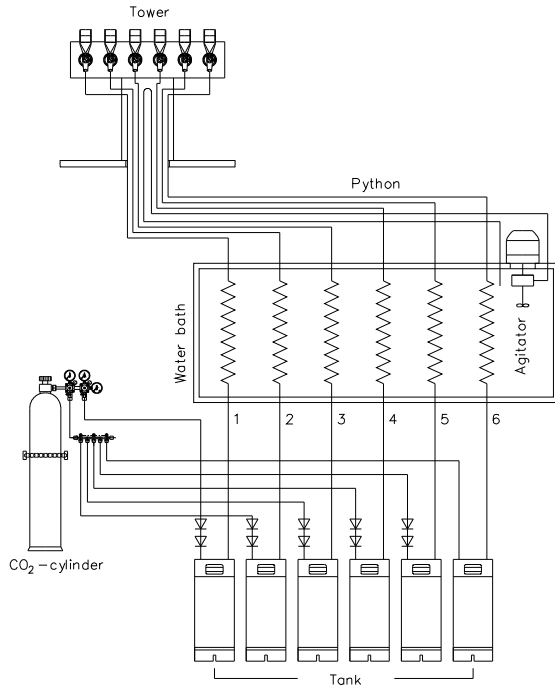 Tower
Python
Water bath
Agitator
1 2 3 4 5 6
CO₂-cylinder
Tank